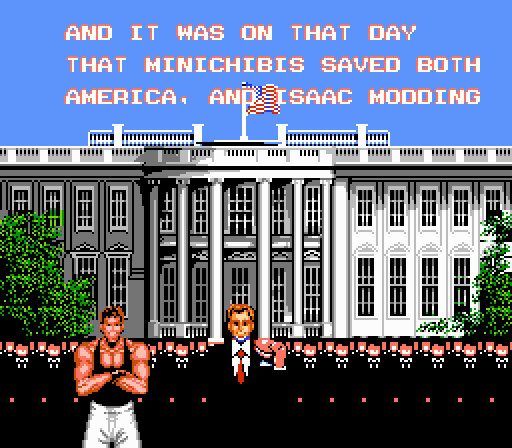 AND IT WAS ON THAT DAY
THAT MINICHIBIS SAVED BOTH
AMERICA, AND ISAAC MODDING